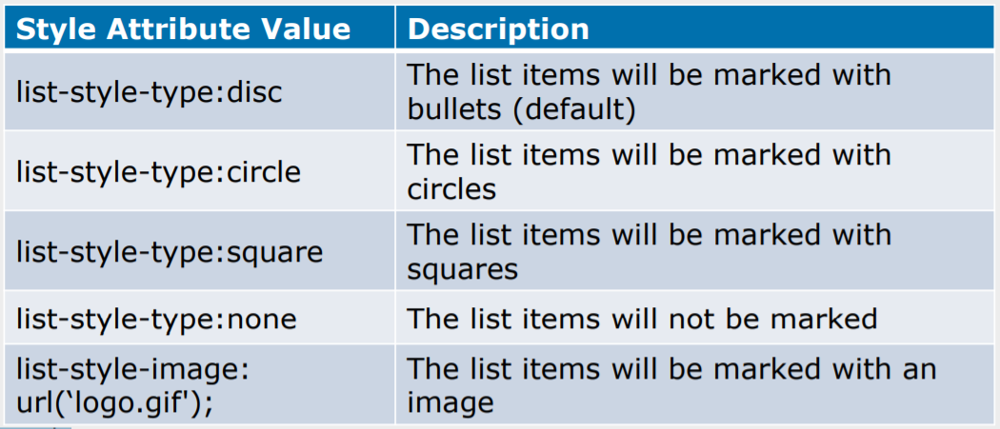 Style Attribute Value
Description
list-style-type:disc
The list items will be marked with
bullets (default)
list-style-type:circle
The list items will be marked with
circles
list-style-type:square
The list items will be marked with
squares
list-style-type:none
The list items will not be marked
list-style-image:
url(‘logo.gif');
The list items will be marked with an
image